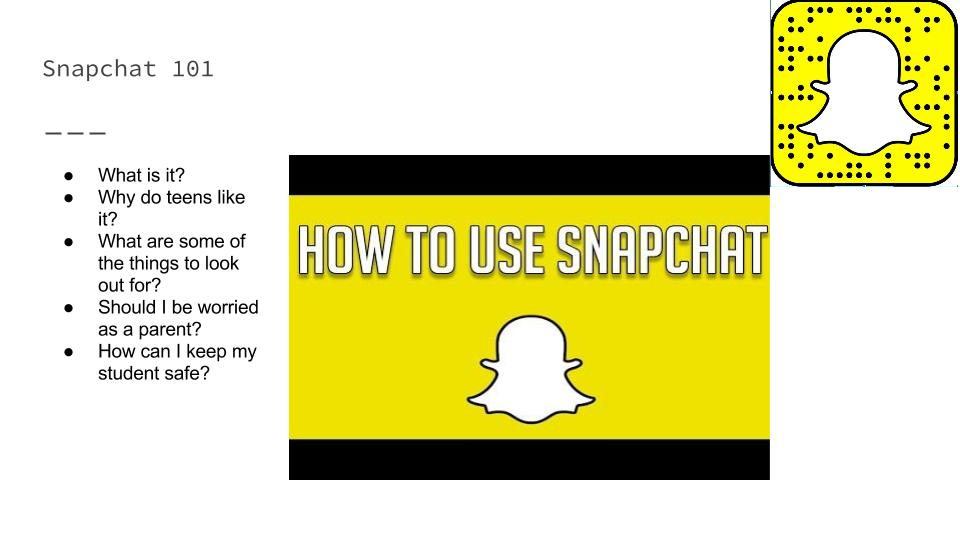 Snapchat 101
● What is it?
● Why do teens like
it?
● What are some of
the things to look
out for?
● Should I be worried
as a parent?
● How can I keep my
student safe?
HOW TO USE SNAPCHAT